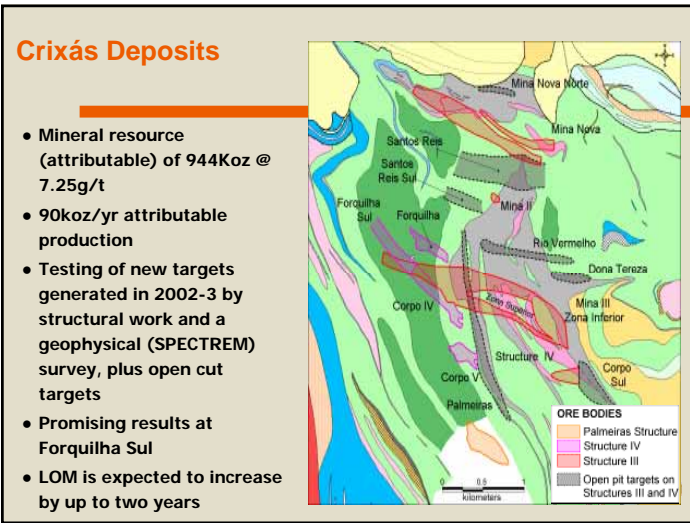 Crixás Deposits
● Mineral resource
(attributable) of 944Koz @
7.25g/t
● 90koz/yr attributable
production
● Testing of new targets
generated in 2002-3 by
structural work and a
geophysical (SPECTREM)
survey, plus open cut
targets
● Promising results at
Forquilha Sul
● LOM is expected to increase
by up to two years
Mina Nova Norte
Mina Nova
Santos Reis
Santos
Reis Sul
Forquilha
Sul
Forquilha
Mina II
Rio Vermelho
Dona Tereza
Corpo IV
Zona Superior
Mina III
Zona Inferior
Structure IV
Corpo V
Corpo
Sul
Palmeiras
ORE BODIES
Palmeiras Structure
Structure IV
Structure III
Open pit targets on
Structures III and IV
0 0.5 1
kilometers